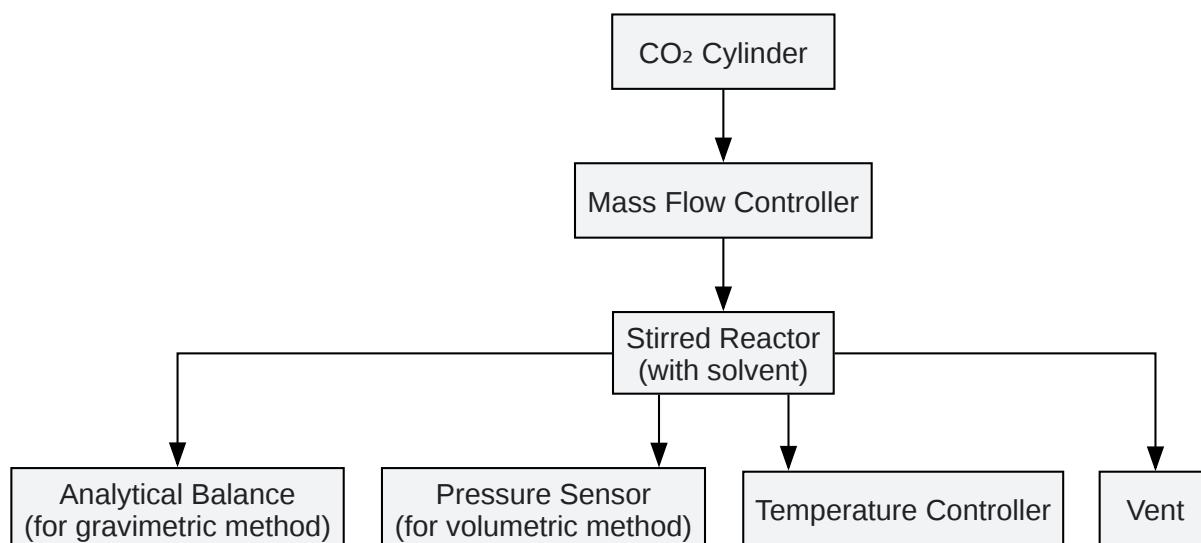 CO₂ Cylinder
Mass Flow Controller
Stirred Reactor
(with solvent)
Analytical Balance
(for gravimetric method)
Pressure Sensor
(for volumetric method)
Temperature Controller
Vent